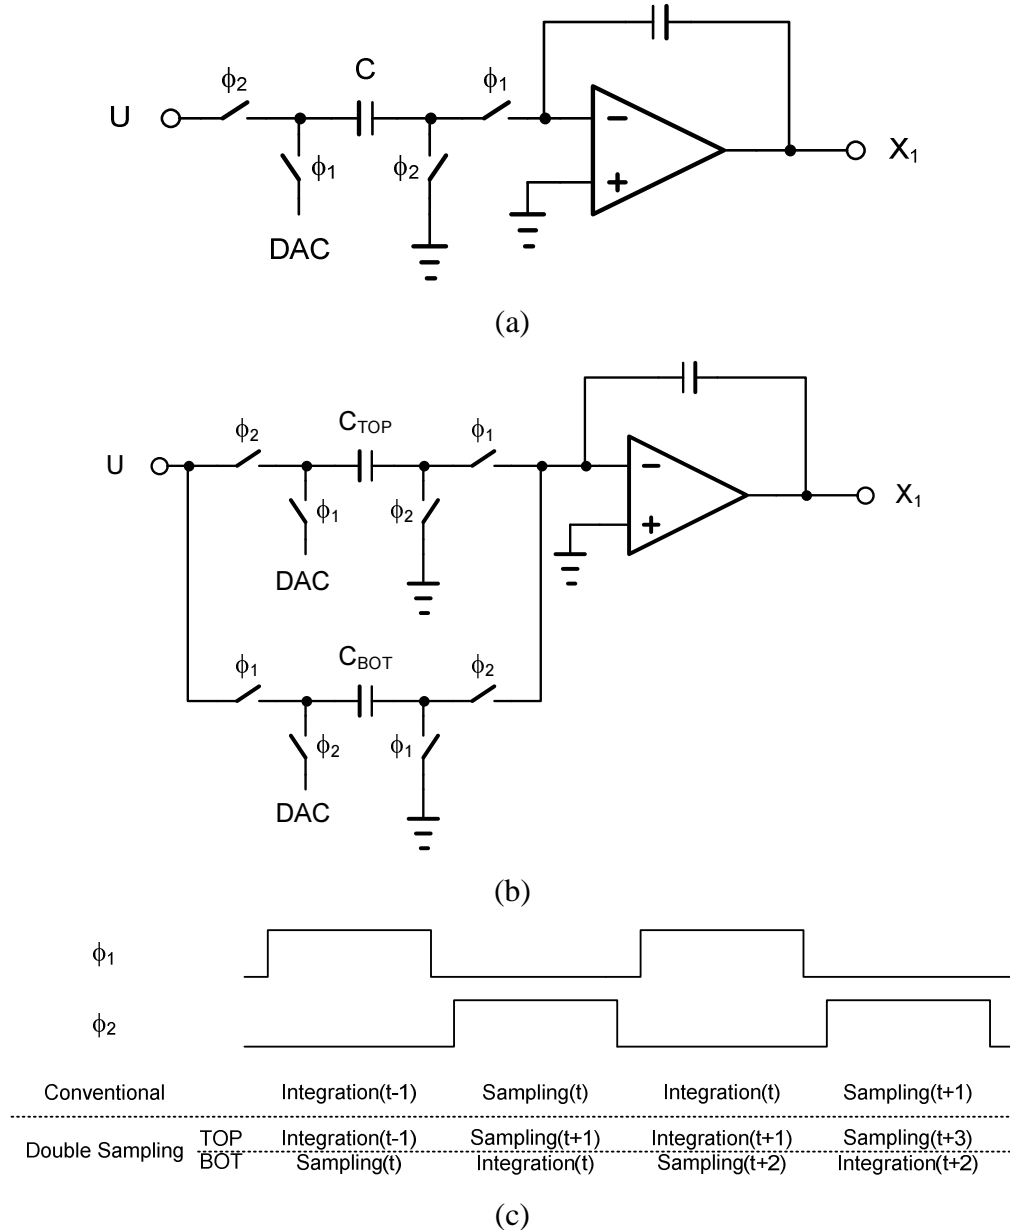 U
ϕ2
C
ϕ1
ϕ1
ϕ2
DAC
−
+
X1
(a)
U
ϕ2
CTOP
ϕ1
ϕ1
ϕ2
DAC
−
+
X1
ϕ1
CBOT
ϕ2
ϕ2
ϕ1
DAC
(b)
ϕ1
ϕ2
Conventional Integration(t-1) Sampling(t) Integration(t) Sampling(t+1)
Double Sampling TOP Integration(t-1) Sampling(t+1) Integration(t+1) Sampling(t+3)
BOT Sampling(t) Integration(t) Sampling(t+2) Integration(t+2)
(c)